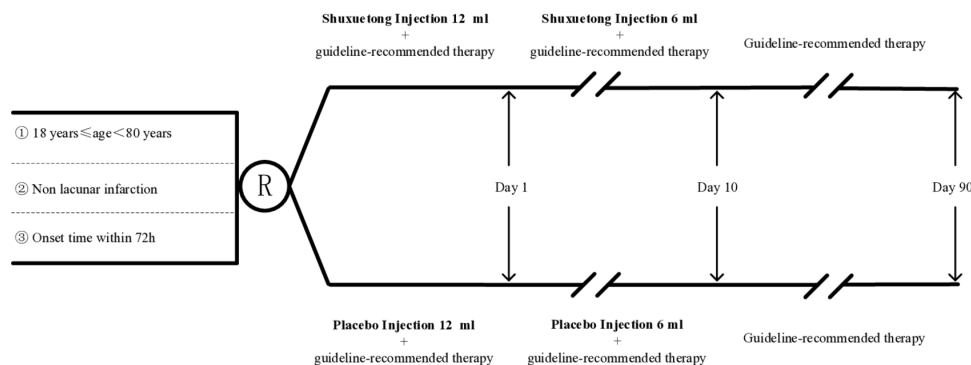 Shuxuetong Injection 12 ml
+
guideline-recommended therapy
Shuxuetong Injection 6 ml
+
guideline-recommended therapy
Guideline-recommended therapy
① 18 years≤age<80 years
② Non lacunar infarction
③ Onset time within 72h
R
Day 1
Day 10
Day 90
Placebo Injection 12 ml
+
guideline-recommended therapy
Placebo Injection 6 ml
+
guideline-recommended therapy
Guideline-recommended therapy